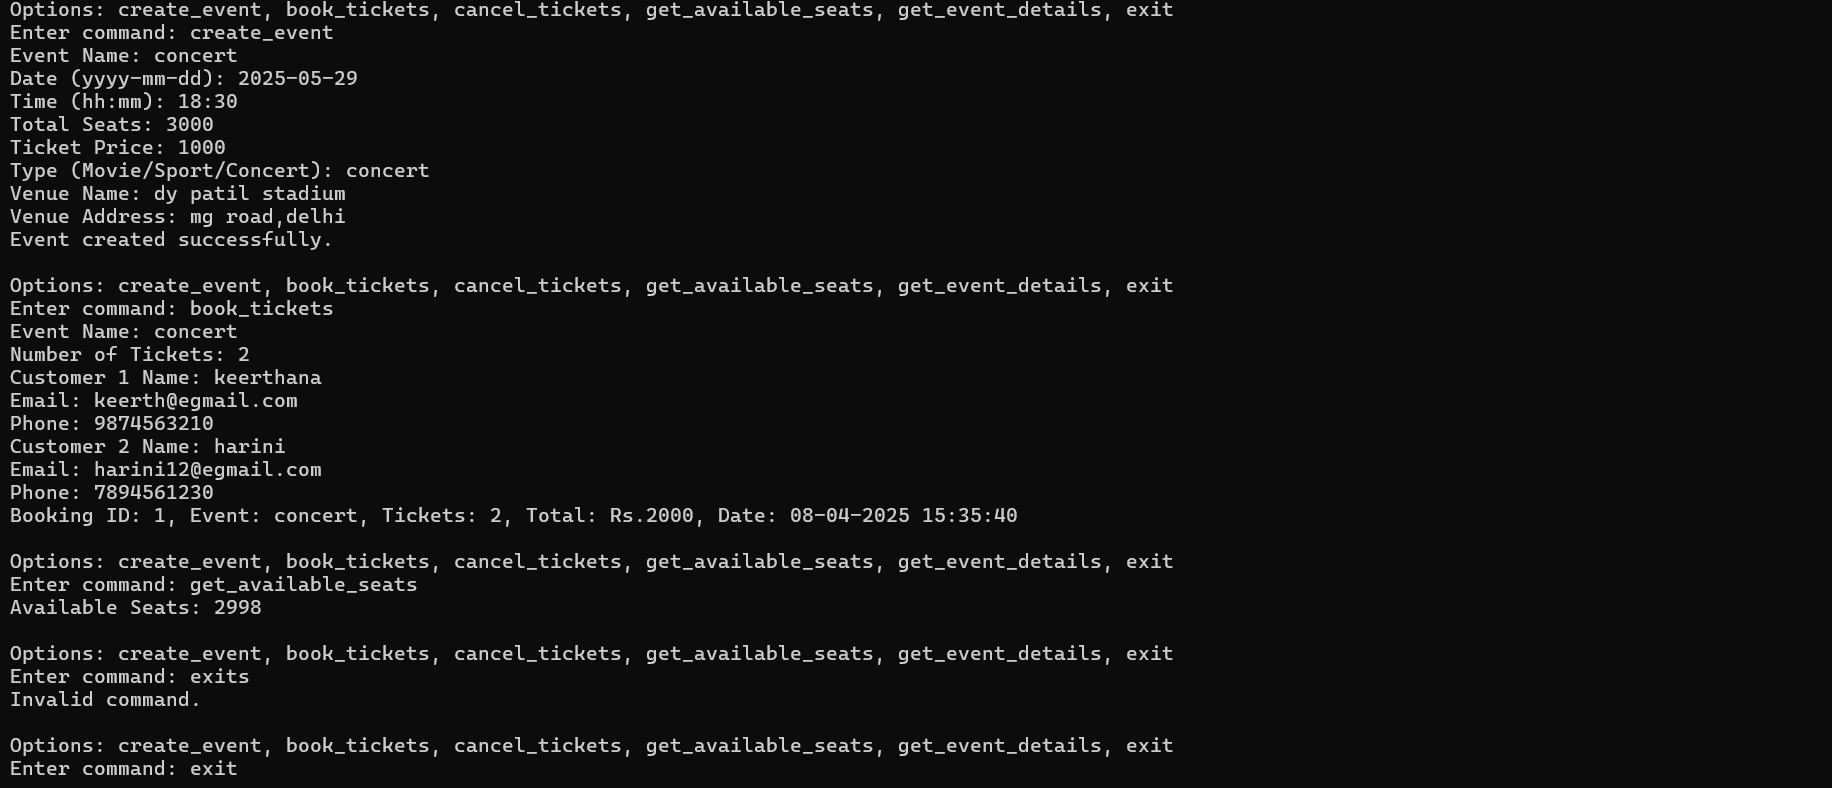 Options: create_event, book_tickets, cancel_tickets, get_available_seats, get_event_details, exit
Enter command: create_event
Event Name: concert
Date (yyyy-mm-dd): 2025-05-29
Time (hh:mm): 18:30
Total Seats: 3000
Ticket Price: 1000
Type (Movie/Sport/Concert): concert
Venue Name: dy patil stadium
Venue Address: mg road,delhi
Event created successfully.

Options: create_event, book_tickets, cancel_tickets, get_available_seats, get_event_details, exit
Enter command: book_tickets
Event Name: concert
Number of Tickets: 2
Customer 1 Name: keerthana
Email: keerth@egmail.com
Phone: 9874563210
Customer 2 Name: harini
Email: harini12@egmail.com
Phone: 7894561230
Booking ID: 1, Event: concert, Tickets: 2, Total: Rs.2000, Date: 08-04-2025 15:35:40

Options: create_event, book_tickets, cancel_tickets, get_available_seats, get_event_details, exit
Enter command: get_available_seats
Available Seats: 2998

Options: create_event, book_tickets, cancel_tickets, get_available_seats, get_event_details, exit
Enter command: exits
Invalid command.

Options: create_event, book_tickets, cancel_tickets, get_available_seats, get_event_details, exit
Enter command: exit